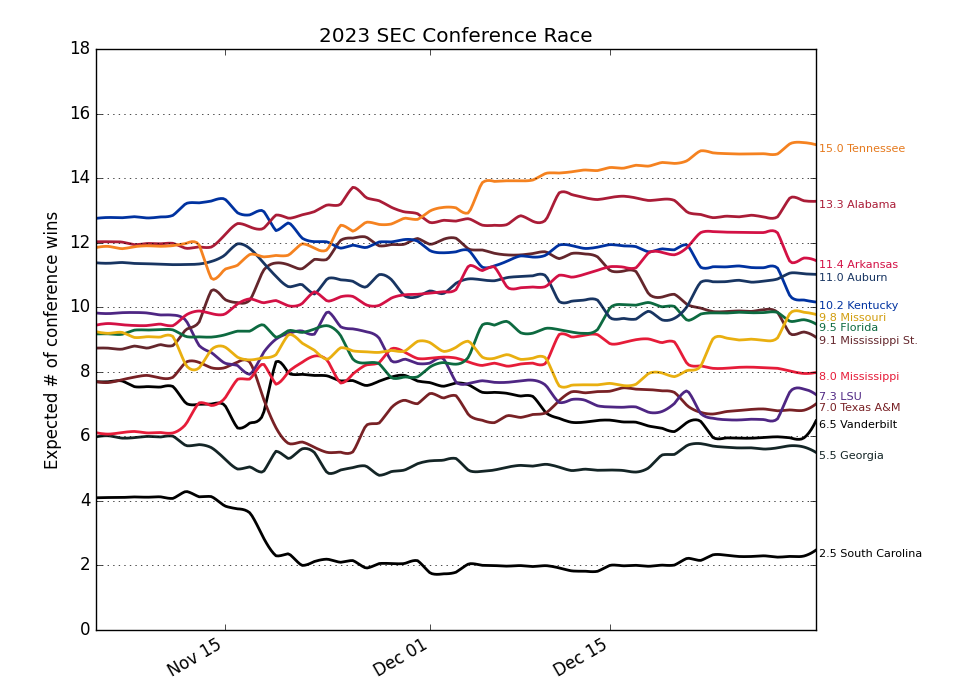 2023 SEC Conference Race
Expected # of conference wins
18
16
14
12
10
8
6
4
2
0
Nov 15
Dec 01
Dec 15
15.0 Tennessee
13.3 Alabama
11.4 Arkansas
11.0 Auburn
10.2 Kentucky
9.8 Missouri
9.5 Florida
9.1 Mississippi St.
8.0 Mississippi
7.3 LSU
7.0 Texas A&M
6.5 Vanderbilt
5.5 Georgia
2.5 South Carolina